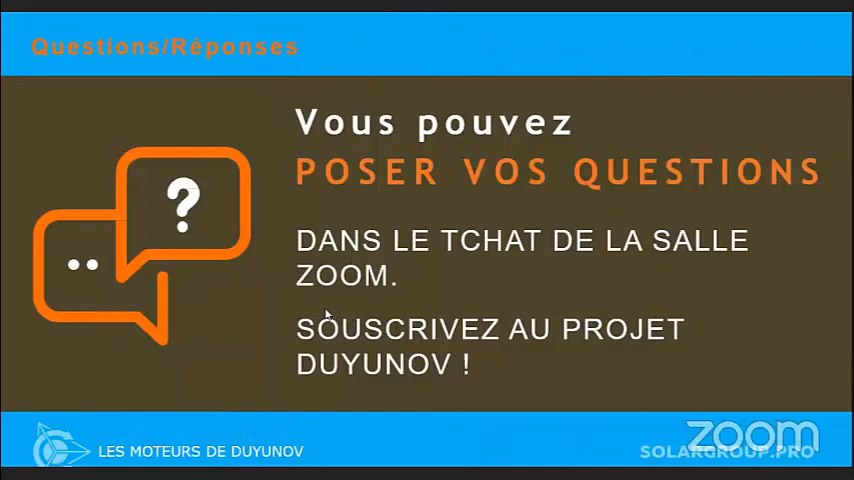 Questions/Réponses
Vous pouvez
POSER VOS QUESTIONS
?
DANS LE TCHAT DE LA SALLE
ZOOM.
SOUSCRIVEZ AU PROJET
DUYUNOV !
LES MOTEURS DE DUYUNOV
zoom
SOLARGROUP.PRO